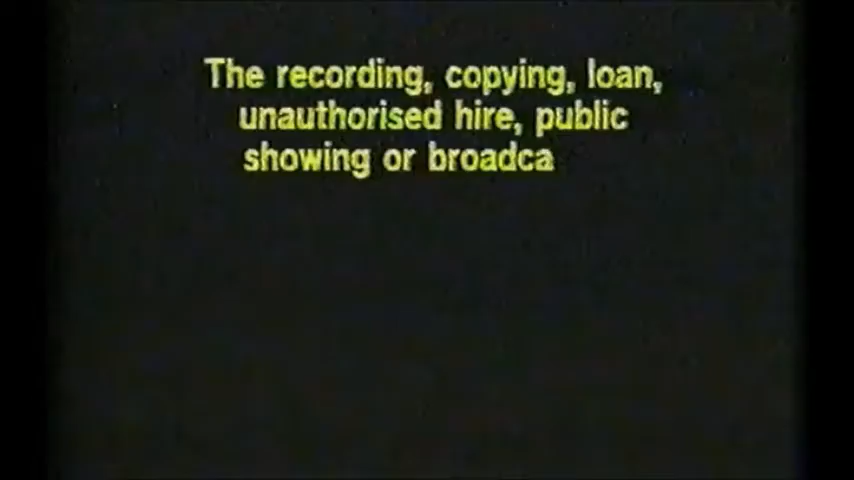 The recording, copying, loan,
unauthorised hire, public
showing or broadca